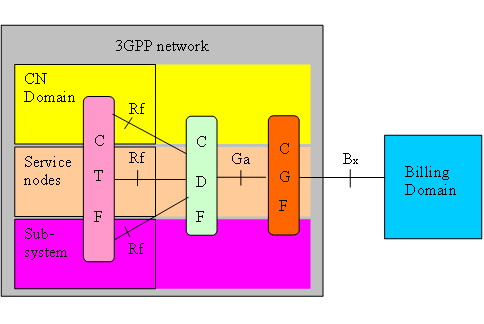 3GPP network
CN
Domain
Rf
C
T
F
C
D
F
C
G
F
Service
nodes
Rf
Ga
Bx
Billing
Domain
Sub-
system
Rf